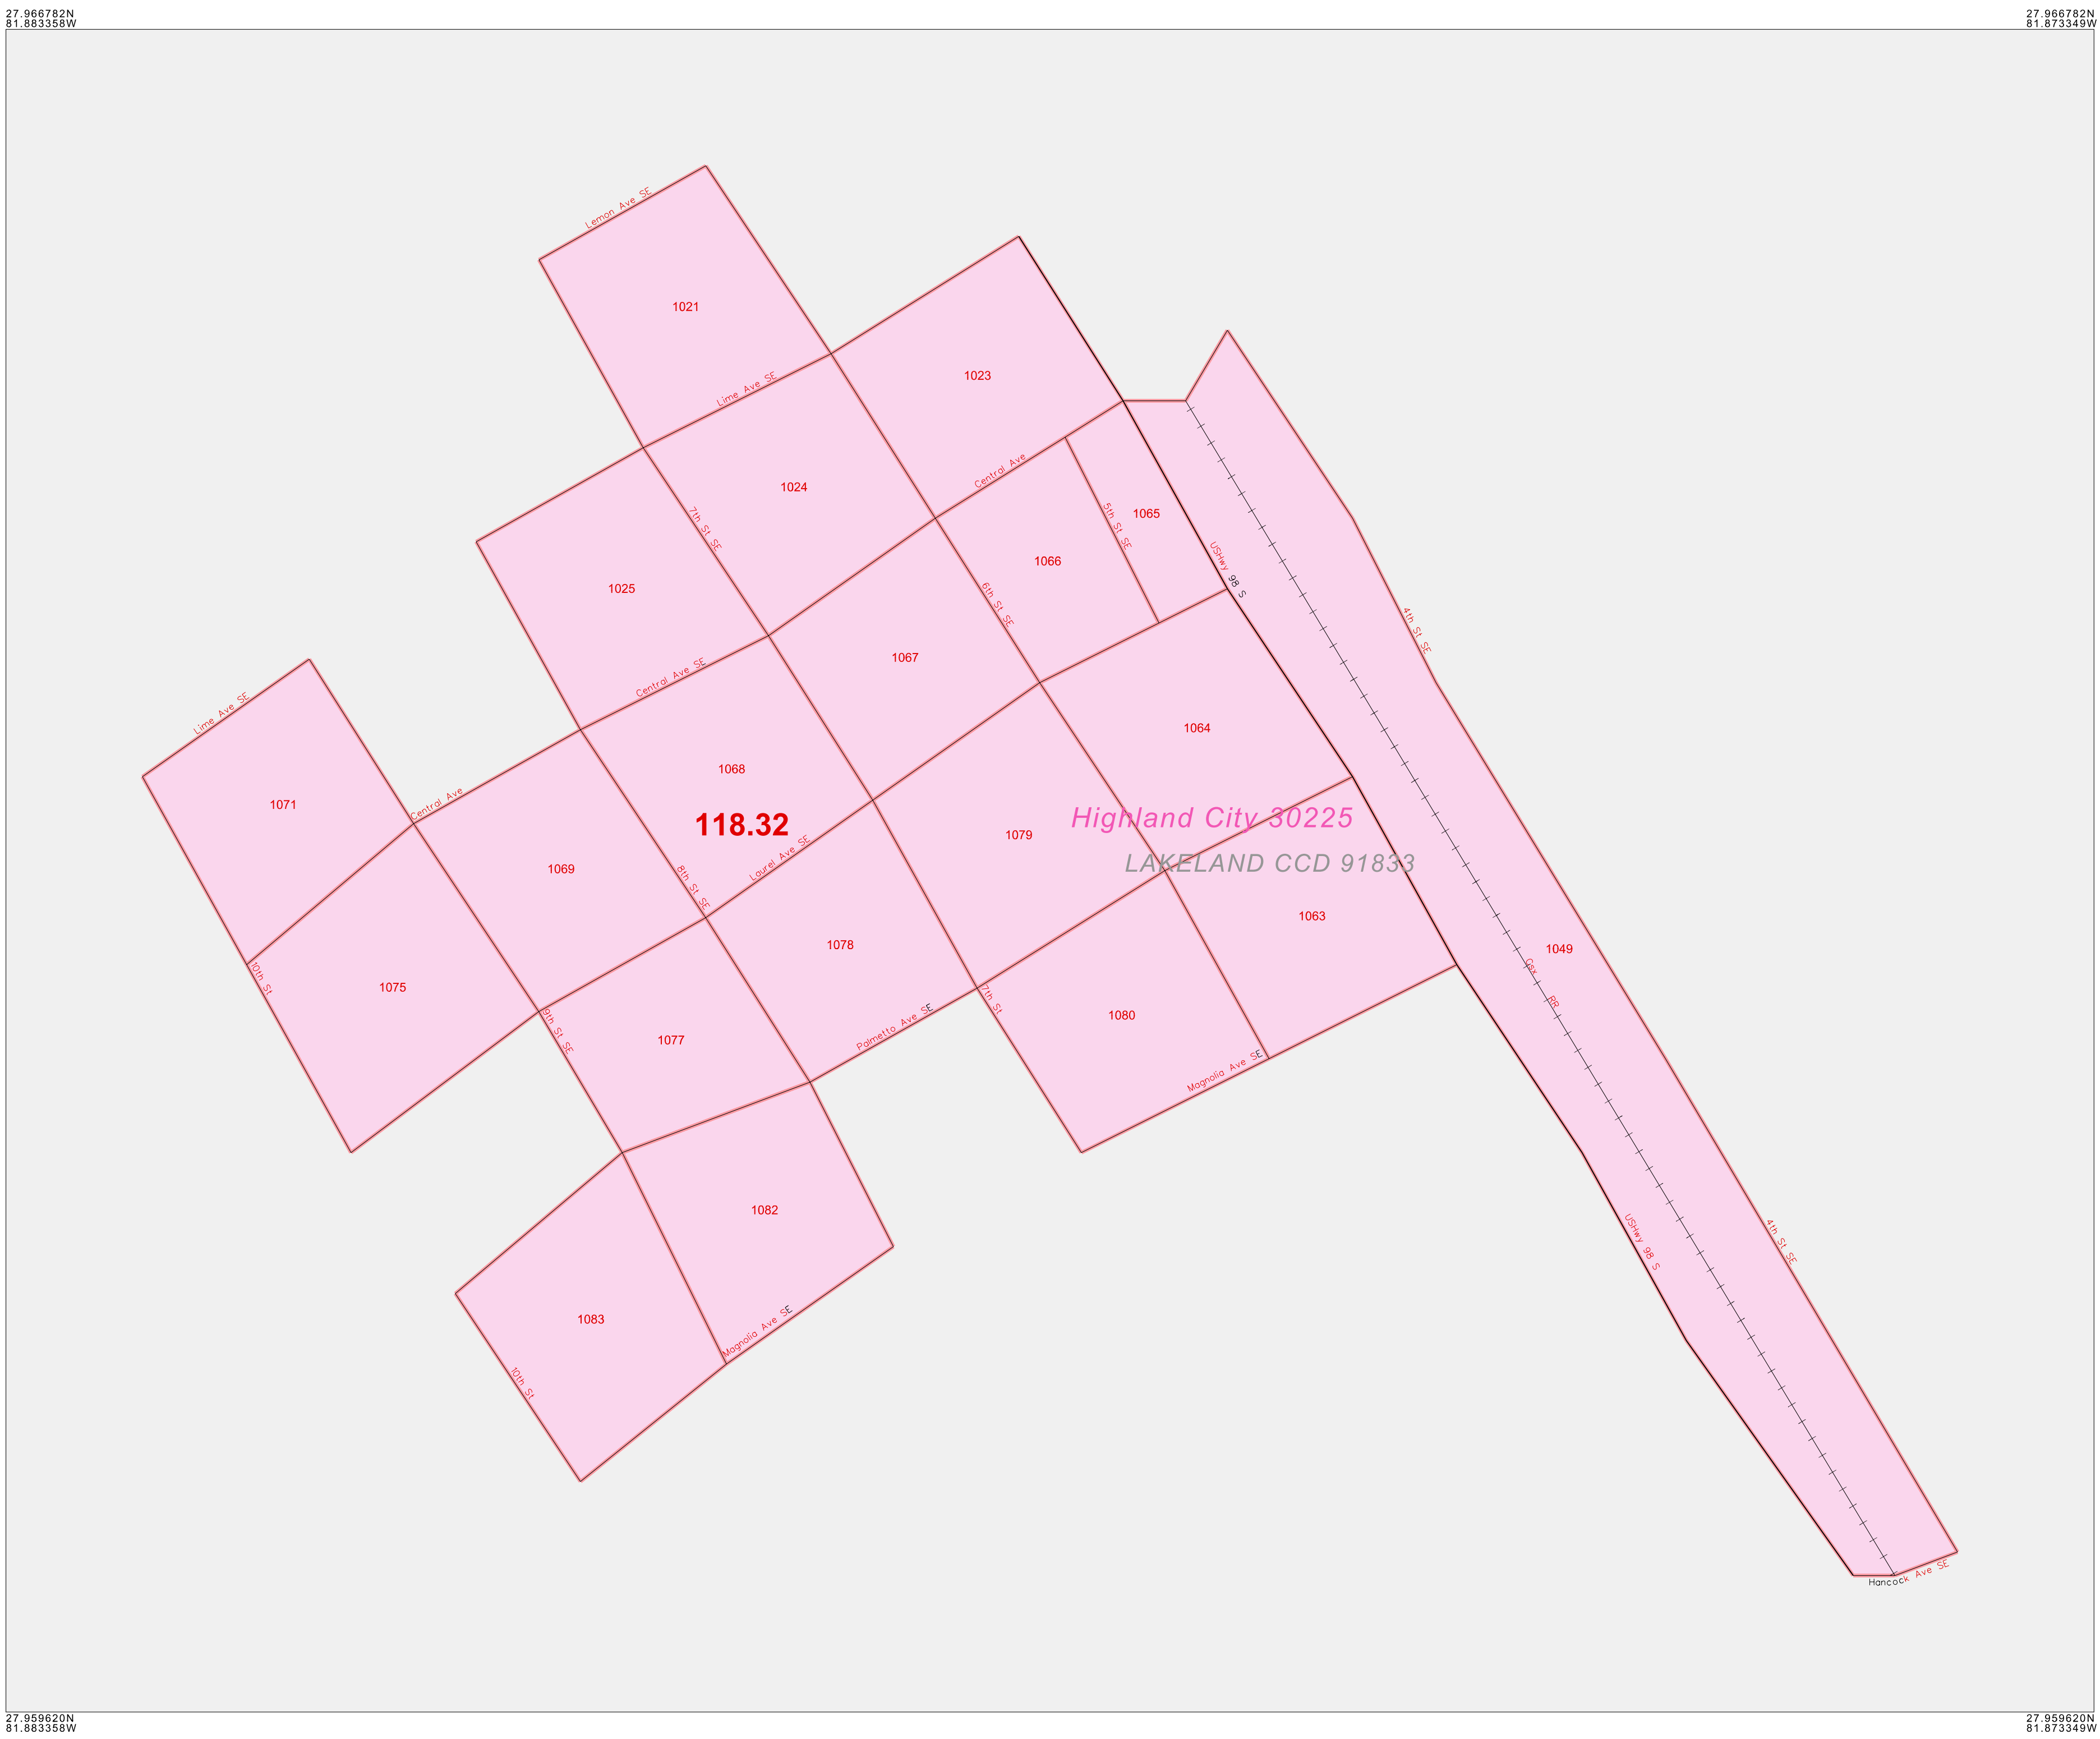 27.966782N
81.883358W
27.966782N
81.873349W
Lemon Ave SE
1021
Lime Ave SE
1023
1024
Central Ave
7th St SE
5th St SE
1065
USHwy 98 S
1066
1025
6th St SE
4th St SE
1067
Central Ave SE
Lime Ave SE
1064
1068
1071
Central Ave
118.32
Highland City 30225
1079
LAKELAND CCD 91833
Laurel Ave SE
1069
8th St SE
1063
1078
1049
Csx RR
10th St
1075
7th St
Palmetto Ave SE
1080
9th St SE
1077
Magnolia Ave SE
1082
USHwy 98 S
4th St SE
1083
Magnolia Ave SE
10th St
Hancock Ave SE
27.959620N
81.883358W
27.959620N
81.873349W